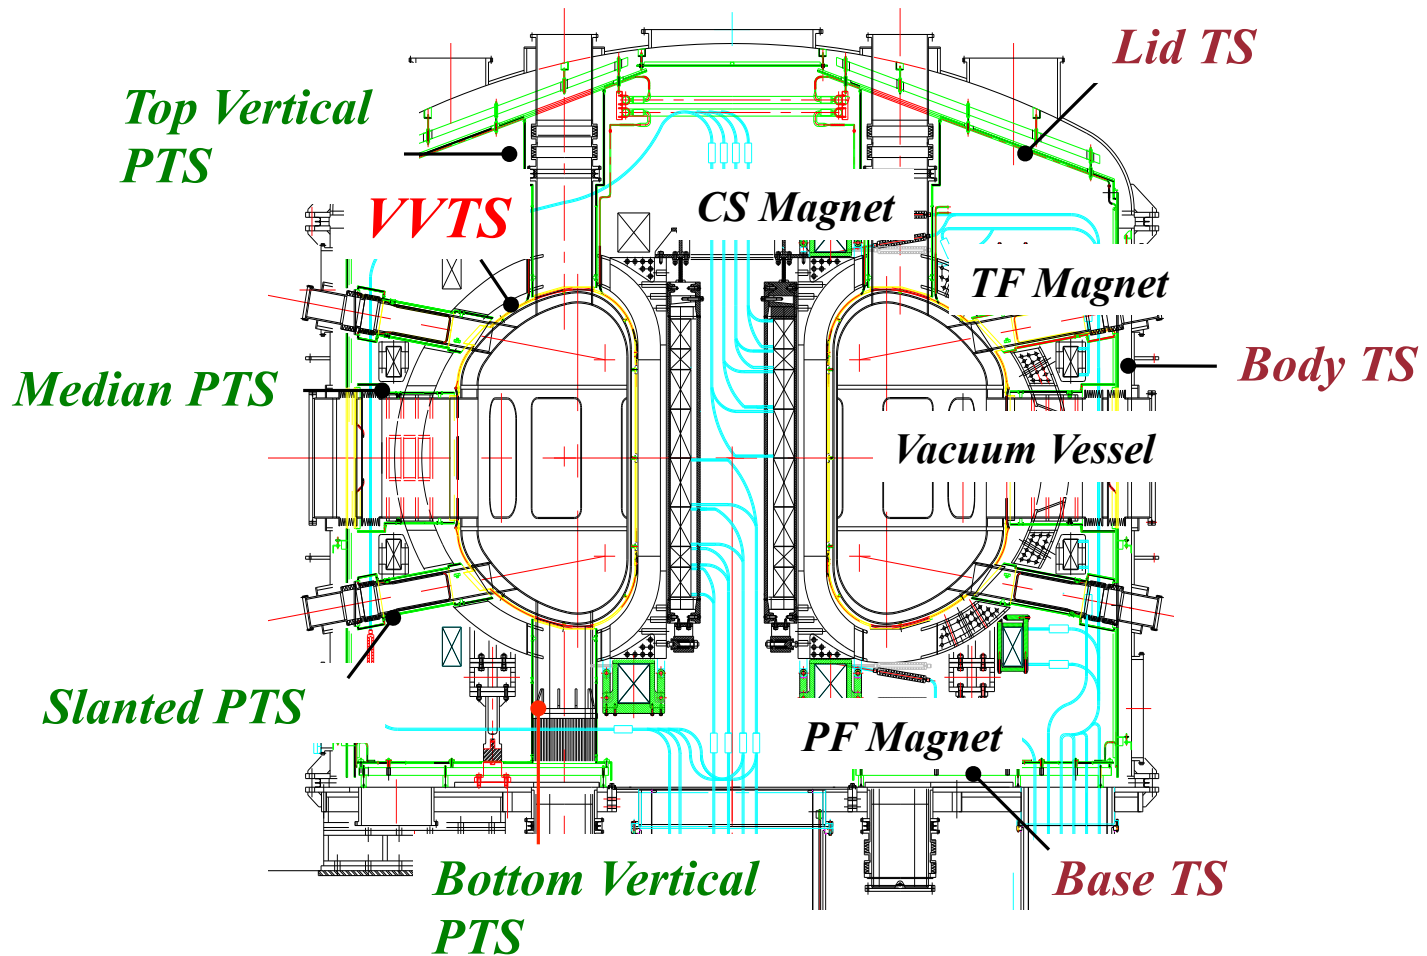 Lid TS
Top Vertical
PTS
VVTS
CS Magnet
TF Magnet
Body TS
Median PTS
Vacuum Vessel
Slanted PTS
PF Magnet
Bottom Vertical
PTS
Base TS